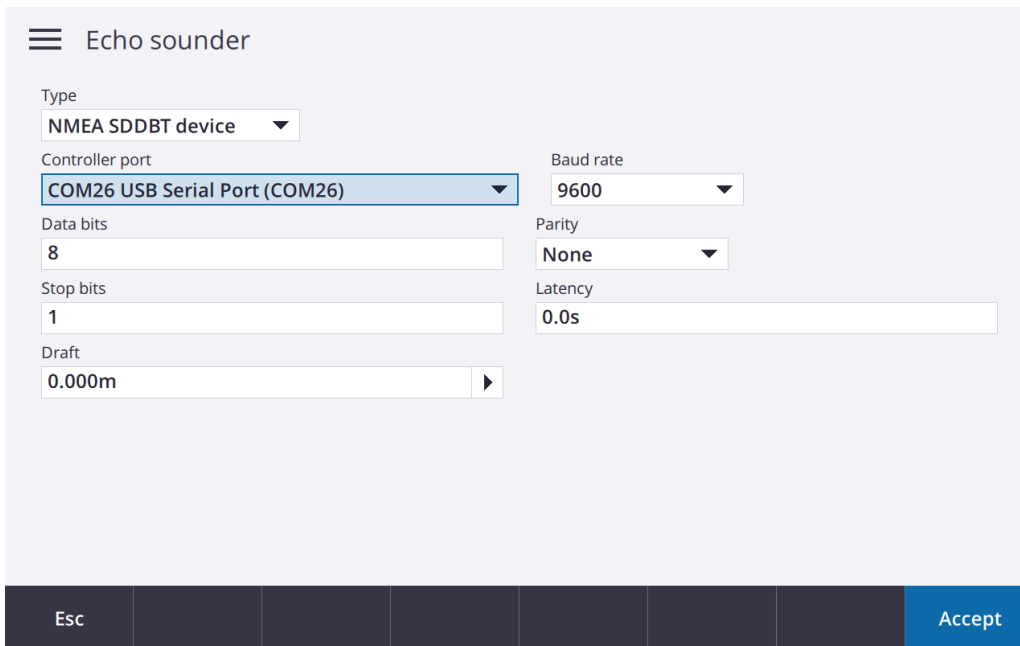 Echo sounder
Type
NMEA SDDBT device
Controller port
Baud rate
COM26 USB Serial Port (COM26)
9600
Data bits
Parity
8
None
Stop bits
Latency
1
0.0s
Draft
0.000m
Esc
Accept